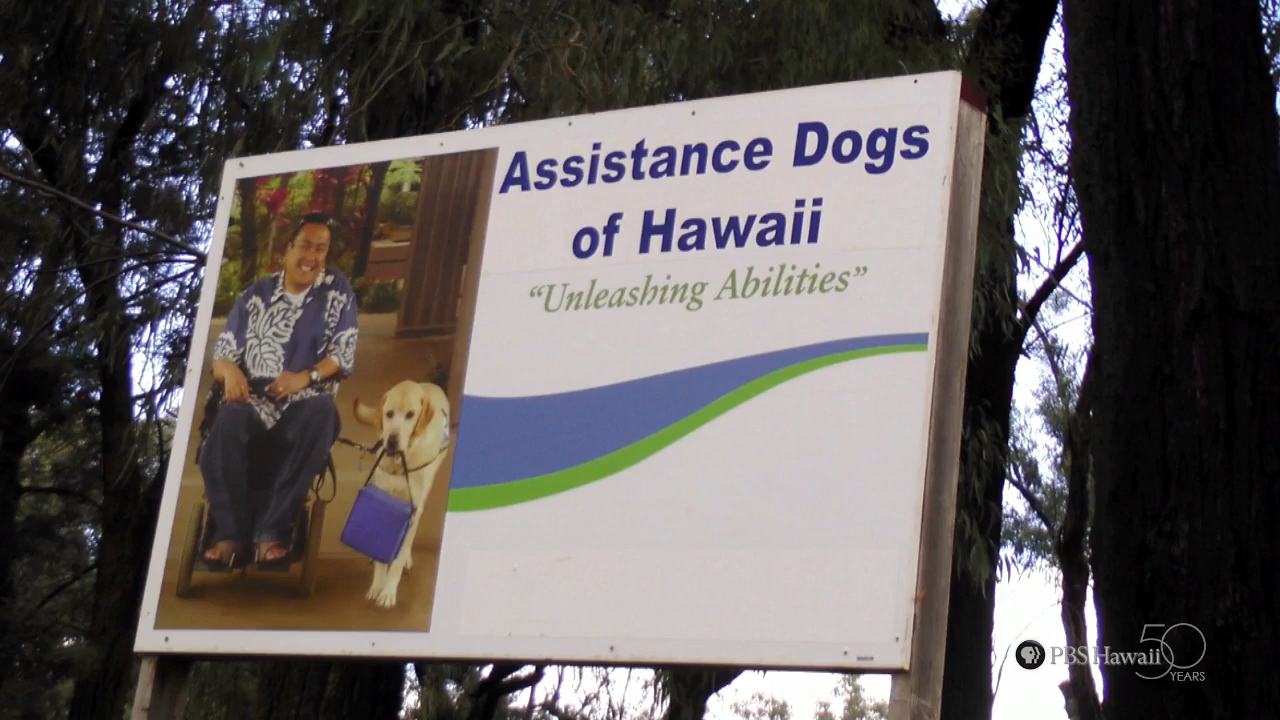 Assistance Dogs
of Hawaii
“Unleashing Abilities”
PBS Hawaii 50
YEARS